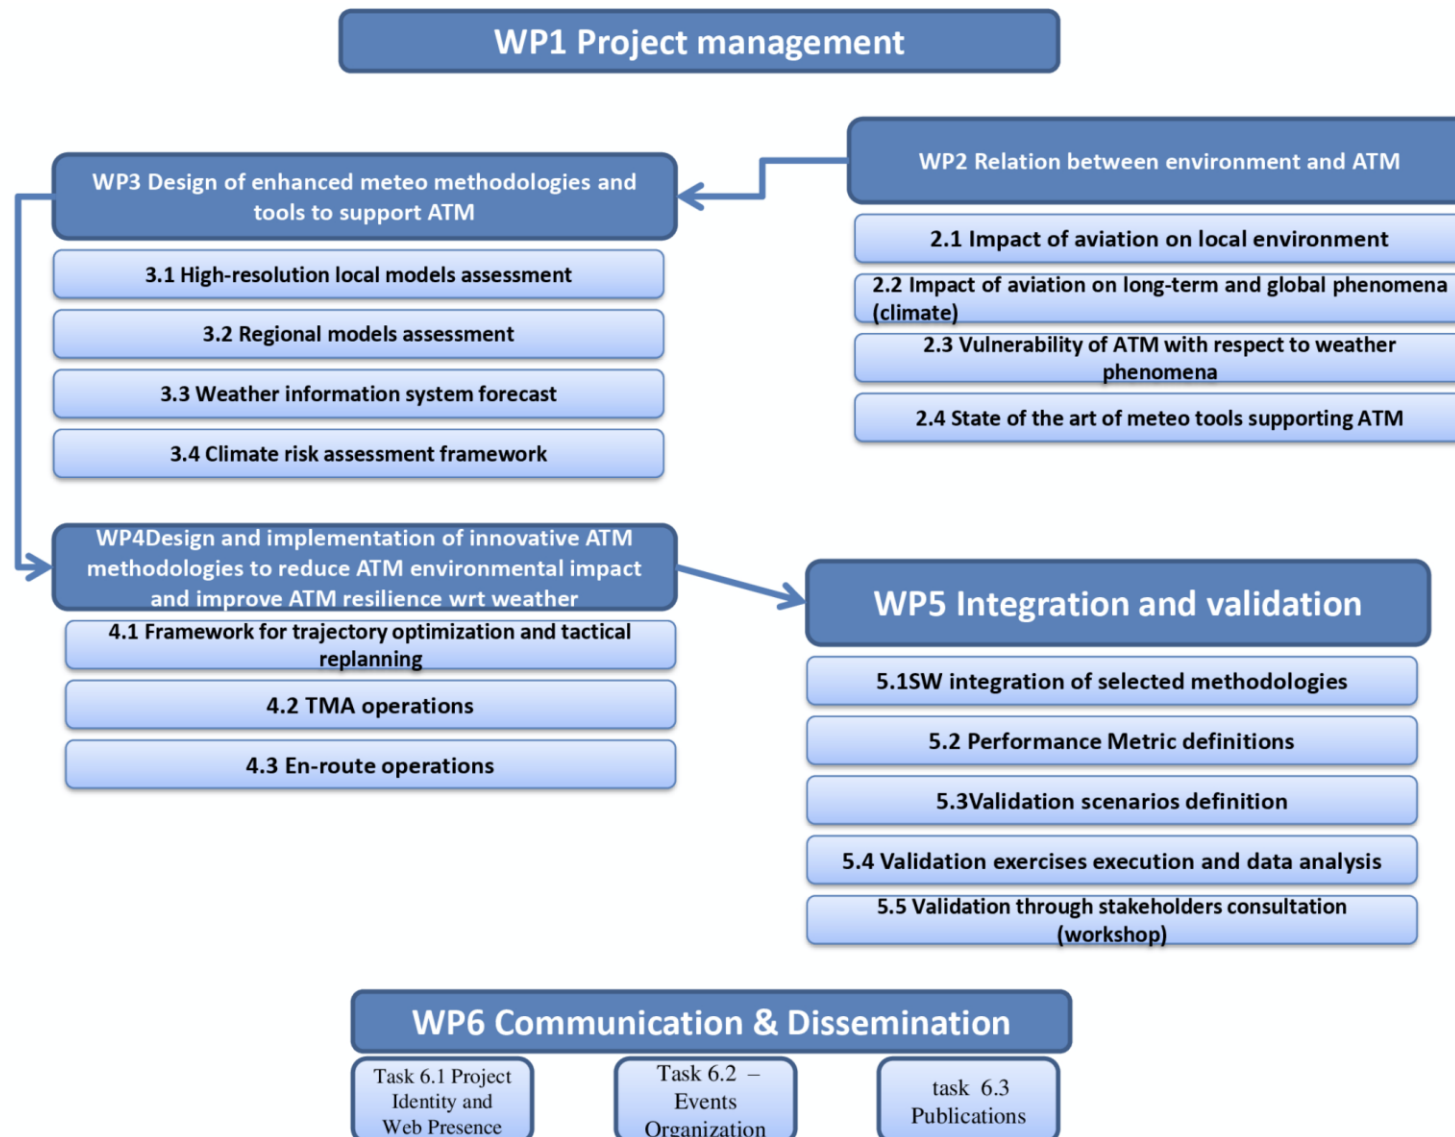 WP1 Project management
WP2 Relation between environment and ATM
2.1 Impact of aviation on local environment
2.2 Impact of aviation on long-term and global phenomena
(climate)
2.3 Vulnerability of ATM with respect to weather
phenomena
2.4 State of the art of meteo tools supporting ATM
WP3 Design of enhanced meteo methodologies and
tools to support ATM
3.1 High-resolution local models assessment
3.2 Regional models assessment
3.3 Weather information system forecast
3.4 Climate risk assessment framework
WP4Design and implementation of innovative ATM
methodologies to reduce ATM environmental impact
and improve ATM resilience wrt weather
4.1 Framework for trajectory optimization and tactical
replanning
4.2 TMA operations
4.3 En-route operations
WP5 Integration and validation
5.1SW integration of selected methodologies
5.2 Performance Metric definitions
5.3Validation scenarios definition
5.4 Validation exercises execution and data analysis
5.5 Validation through stakeholders consultation
(workshop)
WP6 Communication & Dissemination
Task 6.1 Project
Identity and
Web Presence
Task 6.2 –
Events
Organization
task 6.3
Publications